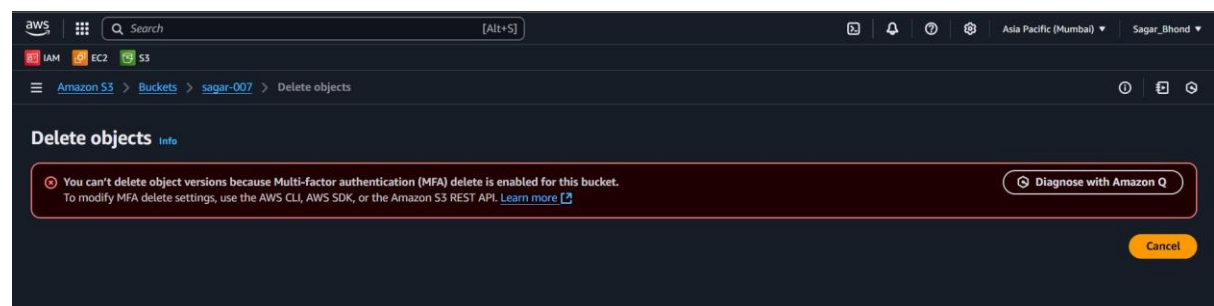 aws Search [Alt+S] Asia Pacific (Mumbai) Sagar_Bhond
IAM EC2 S3
Amazon S3 > Buckets > sagar-007 > Delete objects
Delete objects Info
You can't delete object versions because Multi-factor authentication (MFA) delete is enabled for this bucket. Diagnose with Amazon Q
To modify MFA delete settings, use the AWS CLI, AWS SDK, or the Amazon S3 REST API. Learn more
Cancel